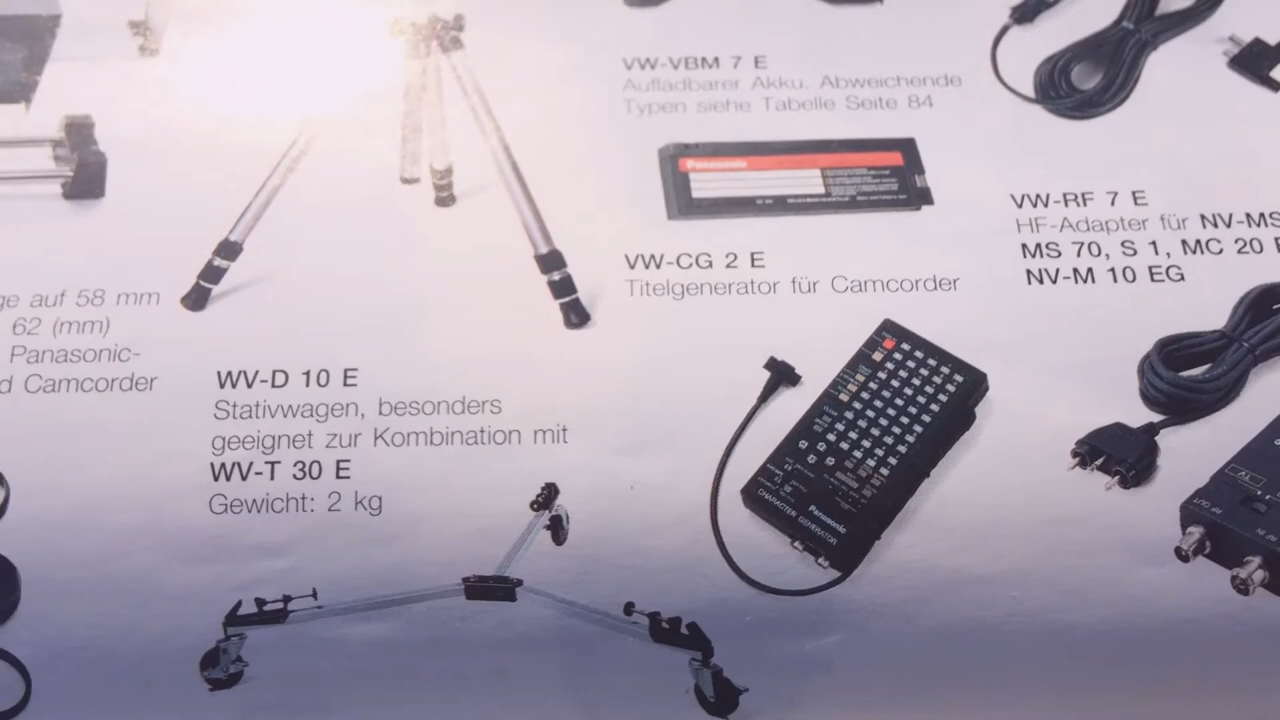 ge auf 58 mm
62 (mm)
Panasonic-
d Camcorder
WV-D 10 E
Stativwagen, besonders
geeignet zur Kombination mit
WV-T 30 E
Gewicht: 2 kg
VW-VBM 7 E
Aufladbarer Akku. Abweichende
Typen siehe Tabelle Seite 84
Panasonic
VW-CG 2 E
Titelgenerator für Camcorder
Panasonic
CHARACTER GENERATOR
VW-RF 7 E
HF-Adapter für NV-MS
MS 70, S 1, MC 20
NV-M 10 EG
TV
RF OUT